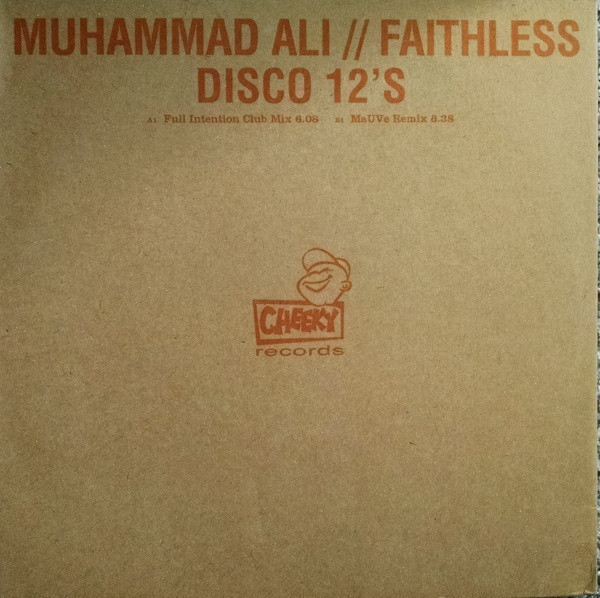 MUHAMMAD ALI // FAITHLESS
DISCO 12'S
A1 Full Intention Club Mix 6.08 B1 MaUVe Remix 6.38
CHEEKY
records